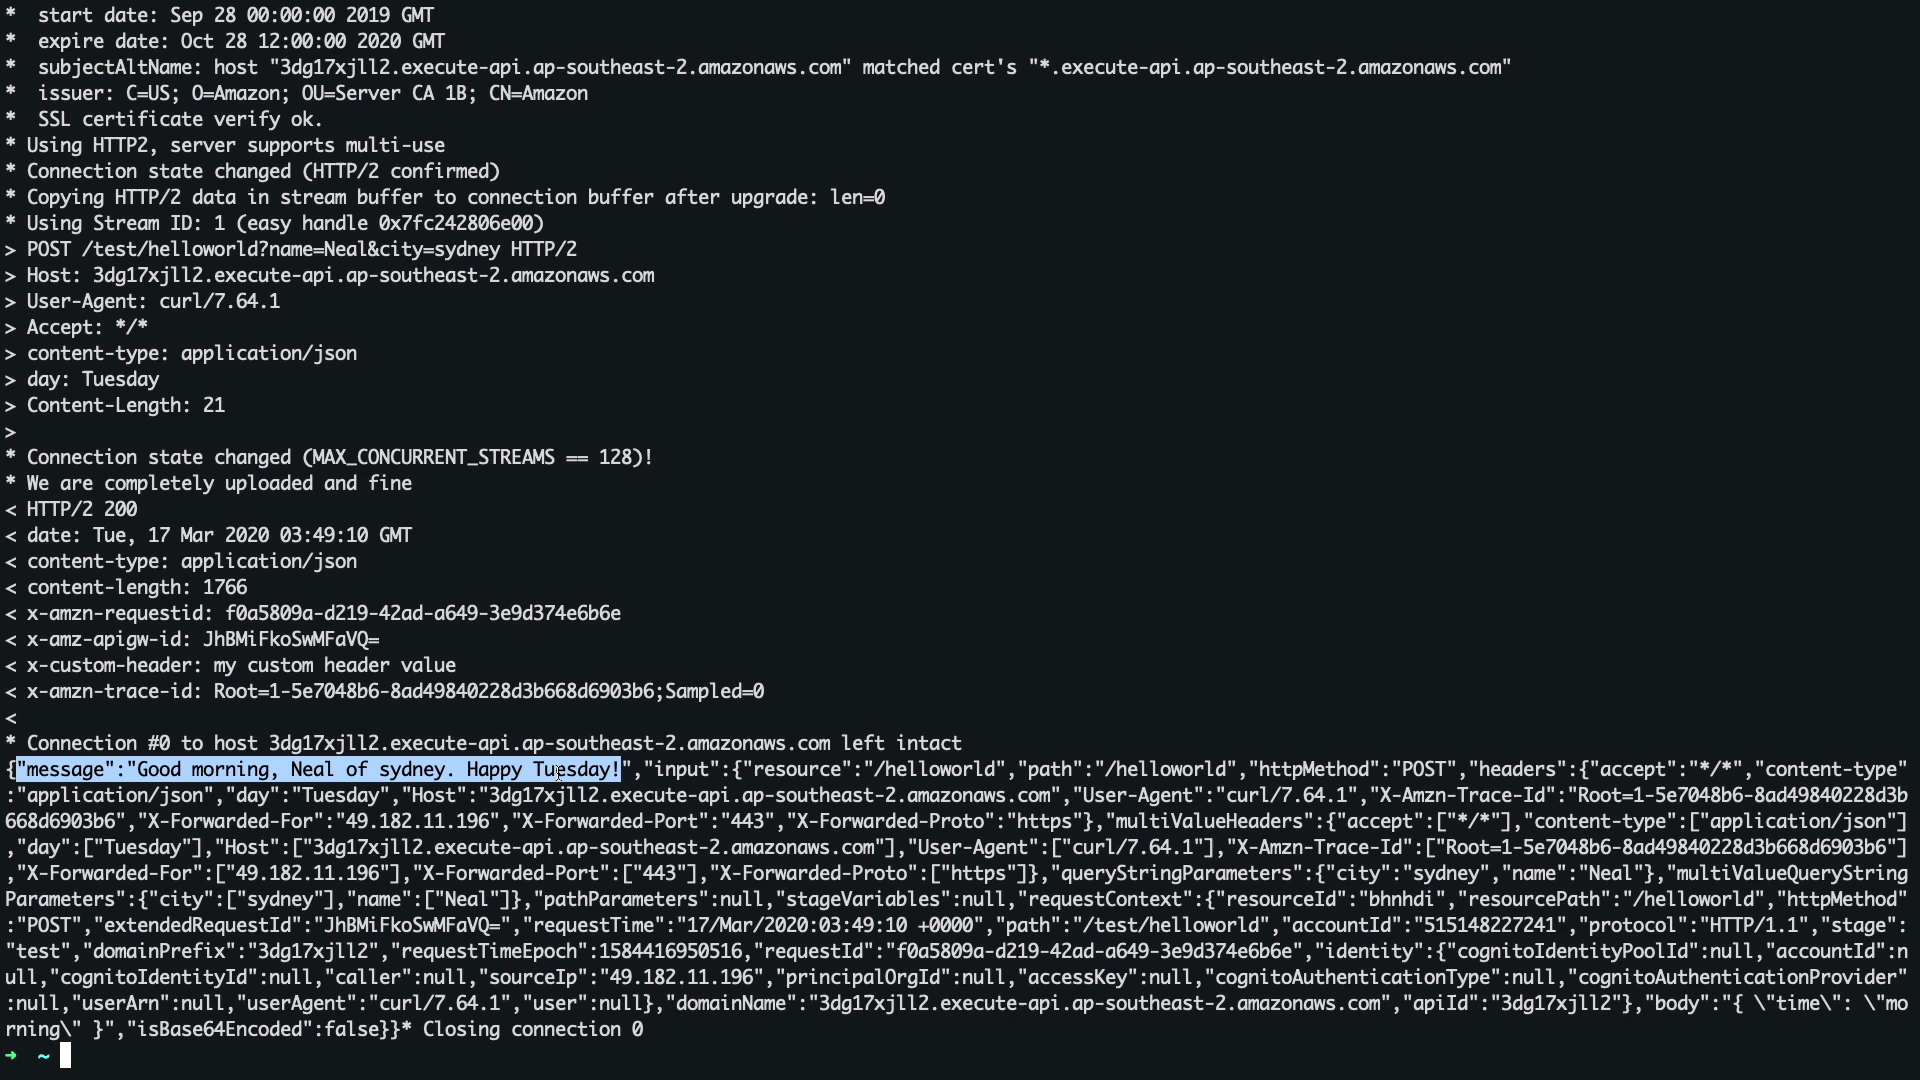 *  start date: Sep 28 00:00:00 2019 GMT
*  expire date: Oct 28 12:00:00 2020 GMT
*  subjectAltName: host "3dg17xjll2.execute-api.ap-southeast-2.amazonaws.com" matched cert's "*.execute-api.ap-southeast-2.amazonaws.com"
*  issuer: C=US; O=Amazon; OU=Server CA 1B; CN=Amazon
*  SSL certificate verify ok.
* Using HTTP2, server supports multi-use
* Connection state changed (HTTP/2 confirmed)
* Copying HTTP/2 data in stream buffer to connection buffer after upgrade: len=0
* Using Stream ID: 1 (easy handle 0x7fc242806e00)
> POST /test/helloworld?name=Neal&city=sydney HTTP/2
> Host: 3dg17xjll2.execute-api.ap-southeast-2.amazonaws.com
> User-Agent: curl/7.64.1
> Accept: */*
> content-type: application/json
> day: Tuesday
> Content-Length: 21
>
* Connection state changed (MAX_CONCURRENT_STREAMS == 128)!
* We are completely uploaded and fine
< HTTP/2 200
< date: Tue, 17 Mar 2020 03:49:10 GMT
< content-type: application/json
< content-length: 1766
< x-amzn-requestid: f0a5809a-d219-42ad-a649-3e9d374e6b6e
< x-amz-apigw-id: JhBMiFkoSwMFaVQ=
< x-custom-header: my custom header value
< x-amzn-trace-id: Root=1-5e7048b6-8ad49840228d3b668d6903b6;Sampled=0
<
* Connection #0 to host 3dg17xjll2.execute-api.ap-southeast-2.amazonaws.com left intact
{"message":"Good morning, Neal of sydney. Happy Tuesday!","input":{"resource":"/helloworld","path":"/helloworld","httpMethod":"POST","headers":{"accept":"*/*","content-type"
:"application/json","day":"Tuesday","Host":"3dg17xjll2.execute-api.ap-southeast-2.amazonaws.com","User-Agent":"curl/7.64.1","X-Amzn-Trace-Id":"Root=1-5e7048b6-8ad49840228d3b
668d6903b6","X-Forwarded-For":"49.182.11.196","X-Forwarded-Port":"443","X-Forwarded-Proto":"https"},"multiValueHeaders":{"accept":["*/*"],"content-type":["application/json"]
,"day":["Tuesday"],"Host":["3dg17xjll2.execute-api.ap-southeast-2.amazonaws.com"],"User-Agent":["curl/7.64.1"],"X-Amzn-Trace-Id":["Root=1-5e7048b6-8ad49840228d3b668d6903b6"]
,"X-Forwarded-For":["49.182.11.196"],"X-Forwarded-Port":["443"],"X-Forwarded-Proto":["https"]},"queryStringParameters":{"city":"sydney","name":"Neal"},"multiValueQueryString
Parameters":{"city":["sydney"],"name":["Neal"]},"pathParameters":null,"stageVariables":null,"requestContext":{"resourceId":"bhnhdi","resourcePath":"/helloworld","httpMethod"
:"POST","extendedRequestId":"JhBMiFkoSwMFaVQ=","requestTime":"17/Mar/2020:03:49:10 +0000","path":"/test/helloworld","accountId":"515148227241","protocol":"HTTP/1.1","stage":
"test","domainPrefix":"3dg17xjll2","requestTimeEpoch":1584416950516,"requestId":"f0a5809a-d219-42ad-a649-3e9d374e6b6e","identity":{"cognitoIdentityPoolId":null,"accountId":n
ull,"cognitoIdentityId":null,"caller":null,"sourceIp":"49.182.11.196","principalOrgId":null,"accessKey":null,"cognitoAuthenticationType":null,"cognitoAuthenticationProvider"
:null,"userArn":null,"userAgent":"curl/7.64.1","user":null},"domainName":"3dg17xjll2.execute-api.ap-southeast-2.amazonaws.com","apiId":"3dg17xjll2"},"body":"{ \"time\": \"mo
rning\" }","isBase64Encoded":false}}* Closing connection 0
➜  ~